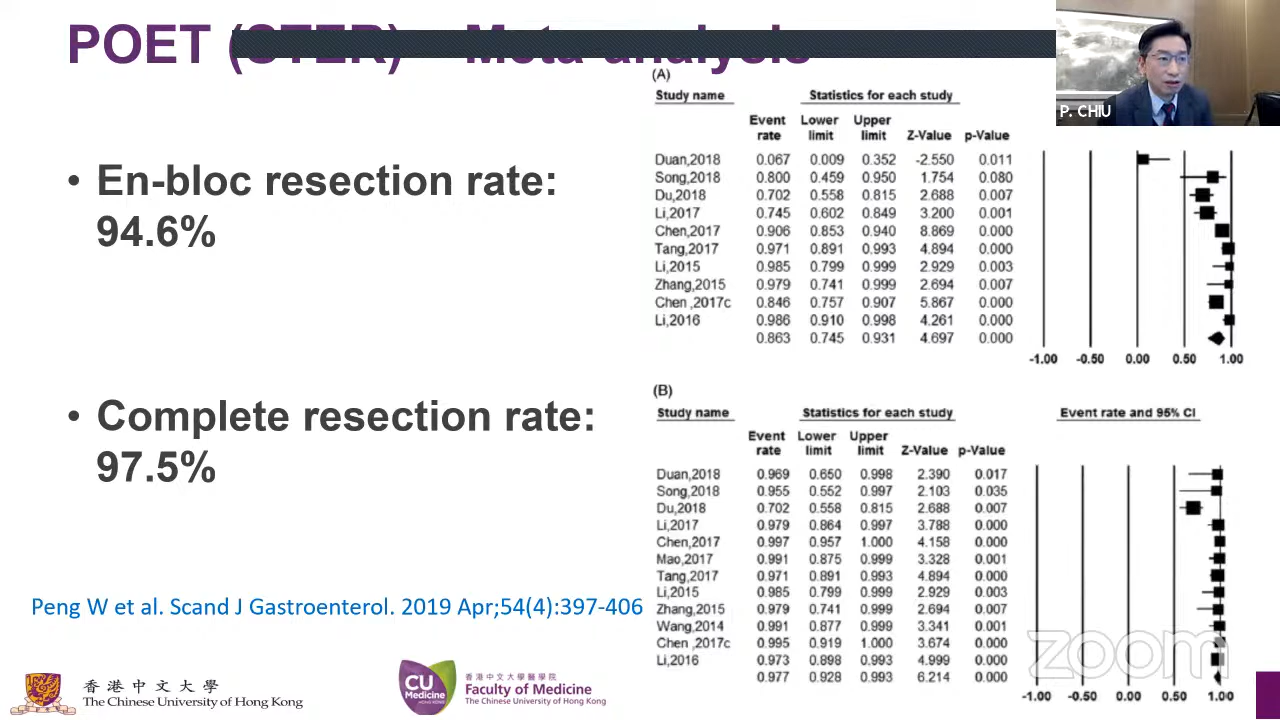 POET (STER) – Meta-analysis
P. CHIU
• En-bloc resection rate:
94.6%
• Complete resection rate:
97.5%
Peng W et al. Scand J Gastroenterol. 2019 Apr;54(4):397-406
(A)
Study name Statistics for each study
Event Lower Upper
rate limit limit Z-Value p-Value
Duan,2018 0.067 0.009 0.352 -2.550 0.011
Song,2018 0.800 0.459 0.950 1.754 0.080
Du,2018 0.702 0.558 0.815 2.688 0.007
Li,2017 0.745 0.602 0.849 3.200 0.001
Chen,2017 0.906 0.853 0.940 8.869 0.000
Tang,2017 0.971 0.891 0.993 4.894 0.000
Li,2015 0.985 0.799 0.999 2.929 0.003
Zhang,2015 0.979 0.741 0.999 2.694 0.007
Chen ,2017c 0.846 0.757 0.907 5.867 0.000
Li,2016 0.986 0.910 0.998 4.261 0.000
0.863 0.745 0.931 4.697 0.000
-1.00 -0.50 0.00 0.50 1.00
(B)
Study name Statistics for each study Event rate and 95% CI
Event Lower Upper
rate limit limit Z-Value p-Value
Duan,2018 0.969 0.650 0.998 2.390 0.017
Song,2018 0.955 0.552 0.997 2.103 0.035
Du,2018 0.702 0.558 0.815 2.688 0.007
Li,2017 0.979 0.864 0.997 3.788 0.000
Chen,2017 0.997 0.957 1.000 4.158 0.000
Mao,2017 0.991 0.875 0.999 3.328 0.001
Tang,2017 0.971 0.891 0.993 4.894 0.000
Li,2015 0.985 0.799 0.999 2.929 0.003
Zhang,2015 0.979 0.741 0.999 2.694 0.007
Wang,2014 0.991 0.877 0.999 3.341 0.001
Chen ,2017c 0.995 0.919 1.000 3.674 0.000
Li,2016 0.973 0.898 0.993 4.999 0.000
0.977 0.928 0.993 6.214 0.000
-1.00 -0.50 0.00 0.50 1.00
zoom
香港中文大學
The Chinese University of Hong Kong
CU
Medicine
HONG KONG
香港中文大學醫學院
Faculty of Medicine
The Chinese University of Hong Kong